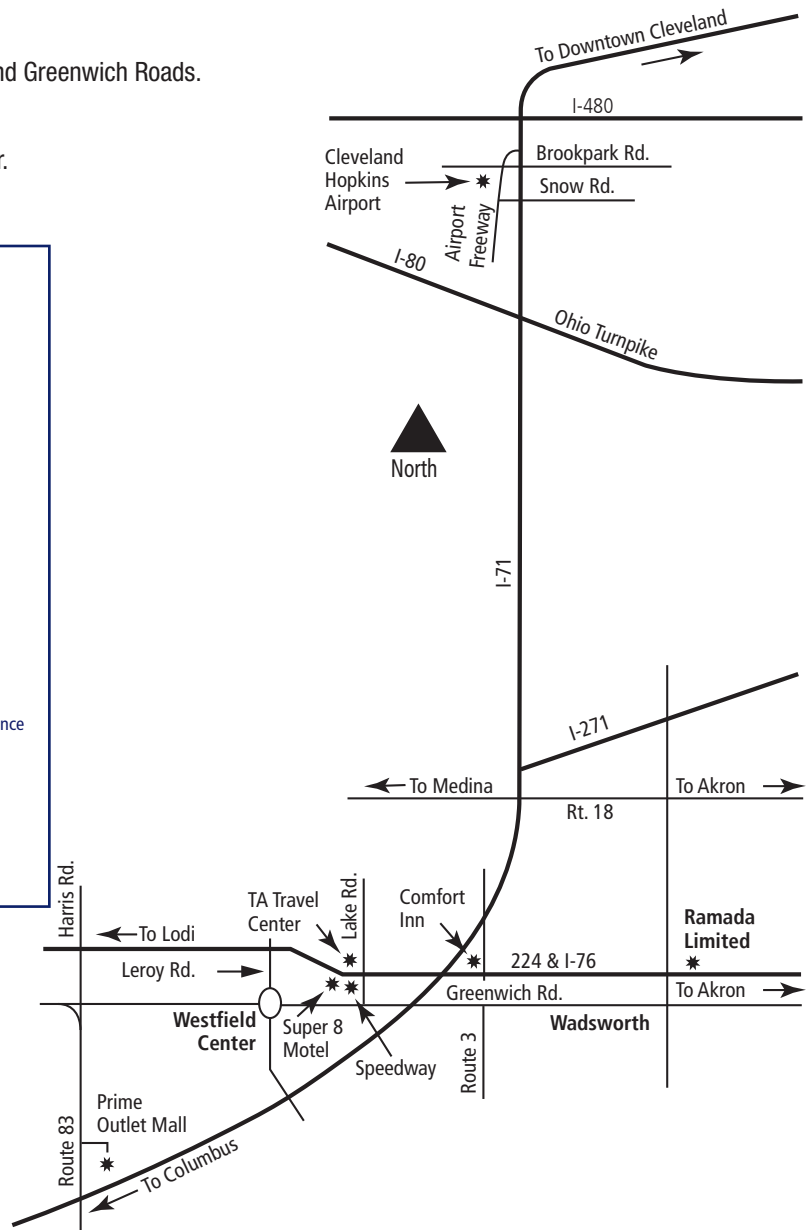 nd Greenwich Roads.
r.
nce
To Downtown Cleveland
I-480
Cleveland
Hopkins
Airport
Brookpark Rd.
Snow Rd.
Airport
Freeway
I-80
Ohio Turnpike
North
I-71
I-271
To Medina
To Akron
Rt. 18
Harris Rd.
To Lodi
TA Travel
Center
Lake Rd.
Comfort
Inn
Ramada
Limited
Leroy Rd.
224 & I-76
Greenwich Rd.
To Akron
Westfield
Center
Super 8
Motel
Speedway
Route 3
Wadsworth
Route 83
Prime
Outlet Mall
To Columbus